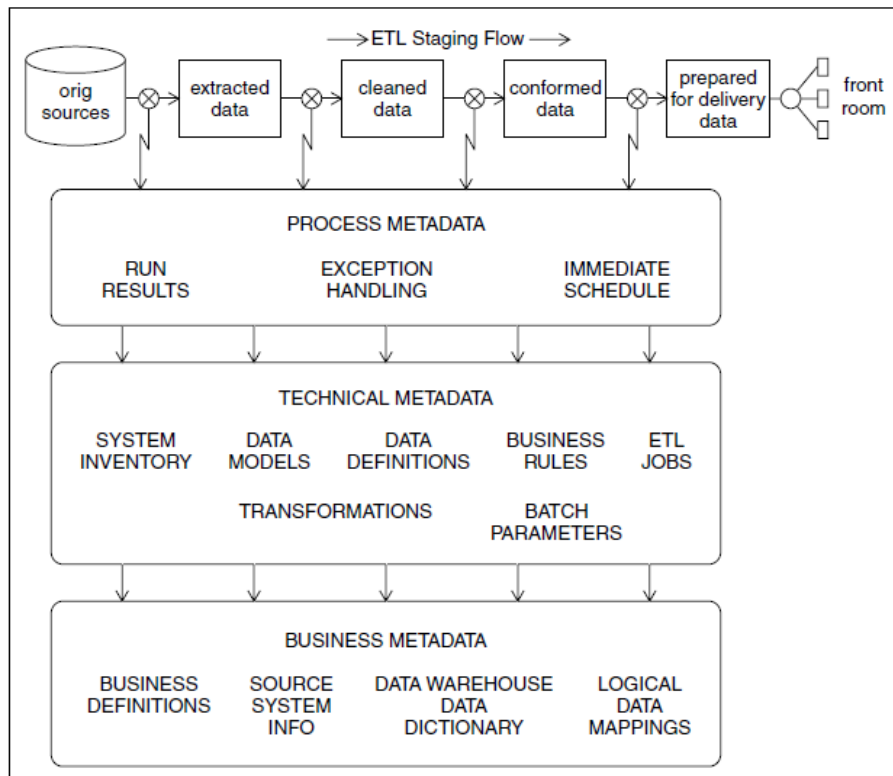 ETL Staging Flow
orig
sources
extracted
data
cleaned
data
conformed
data
prepared
for delivery
data
front
room
PROCESS METADATA
RUN
RESULTS
EXCEPTION
HANDLING
IMMEDIATE
SCHEDULE
TECHNICAL METADATA
SYSTEM
INVENTORY
DATA
MODELS
DATA
DEFINITIONS
BUSINESS
RULES
ETL
JOBS
TRANSFORMATIONS
BATCH
PARAMETERS
BUSINESS METADATA
BUSINESS
DEFINITIONS
SOURCE
SYSTEM
INFO
DATA WAREHOUSE
DATA
DICTIONARY
LOGICAL
DATA
MAPPINGS